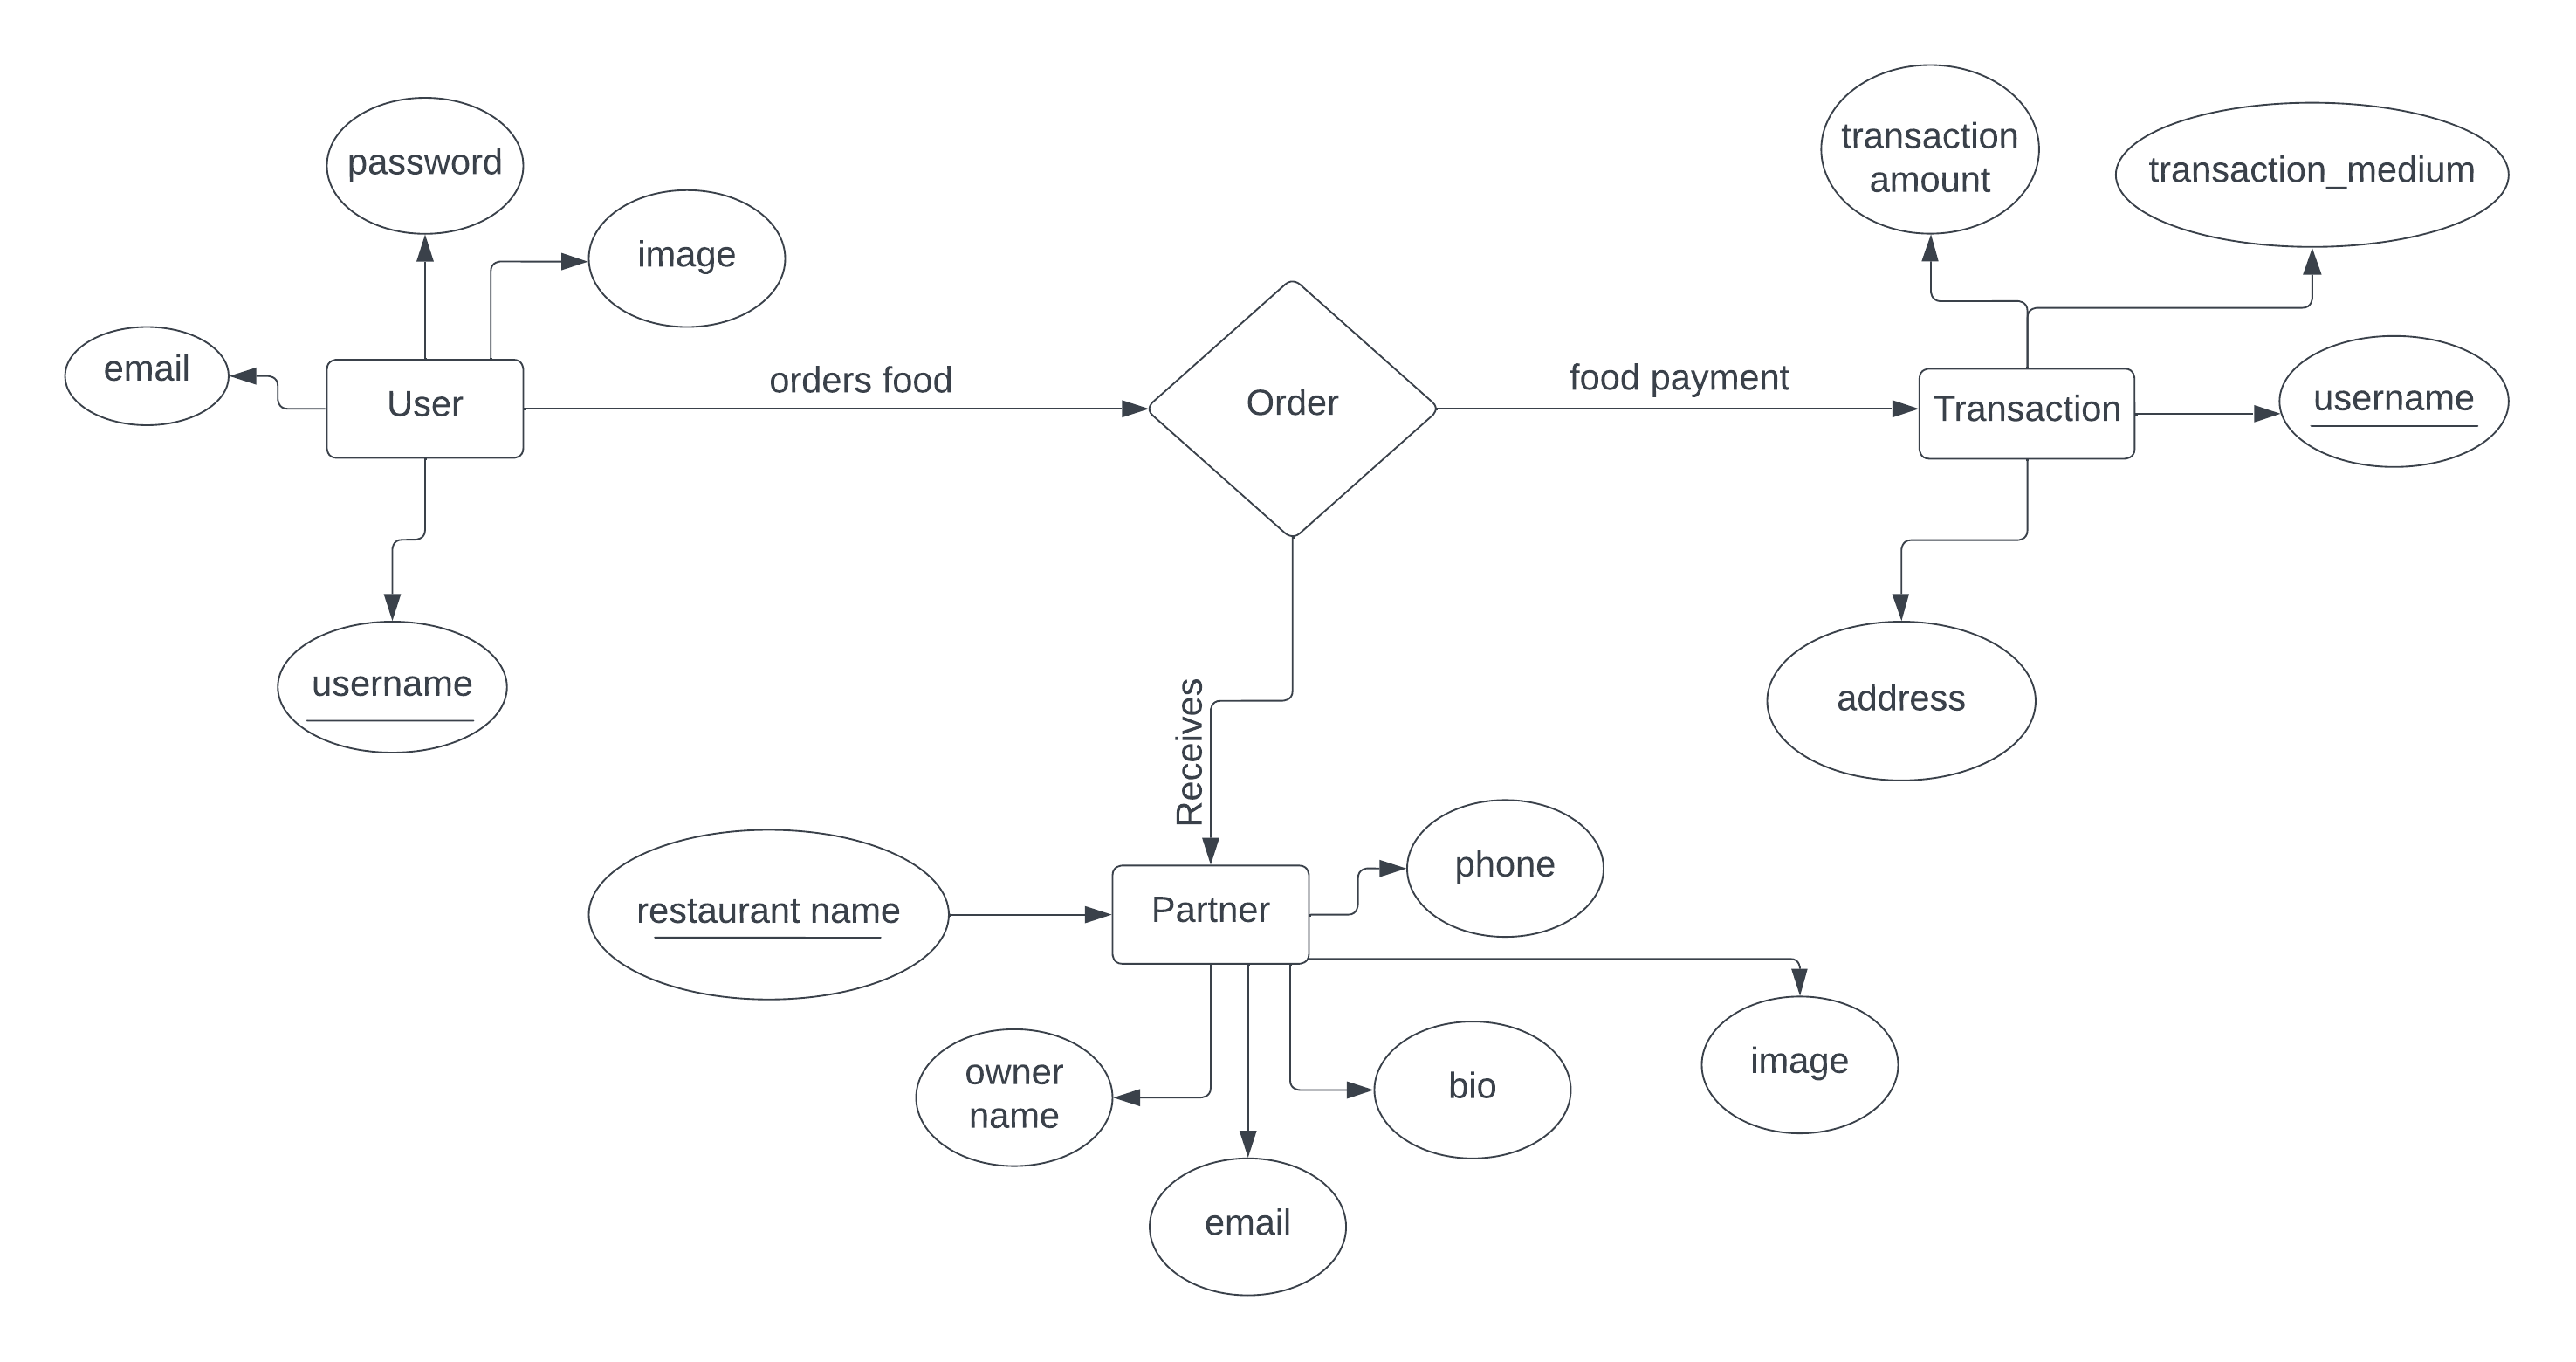 transaction
amount
transaction_medium
password
image
email
User
orders food
Order
food payment
Transaction
username
username
address
Receives
restaurant name
Partner
phone
owner
name
bio
image
email